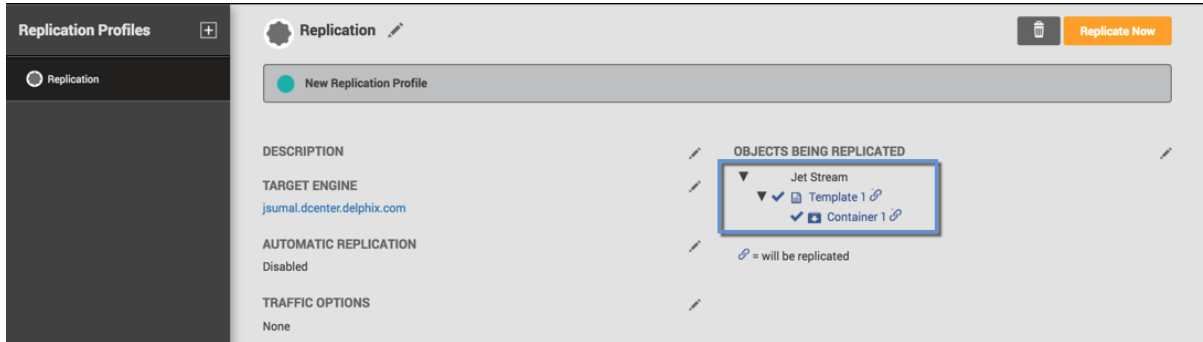 Replication Profiles
Replication
Replication
Replicate Now
New Replication Profile
DESCRIPTION
TARGET ENGINE
jsumal.dcenter.delphix.com
AUTOMATIC REPLICATION
Disabled
TRAFFIC OPTIONS
None
OBJECTS BEING REPLICATED
Jet Stream
Template 1
Container 1
= will be replicated